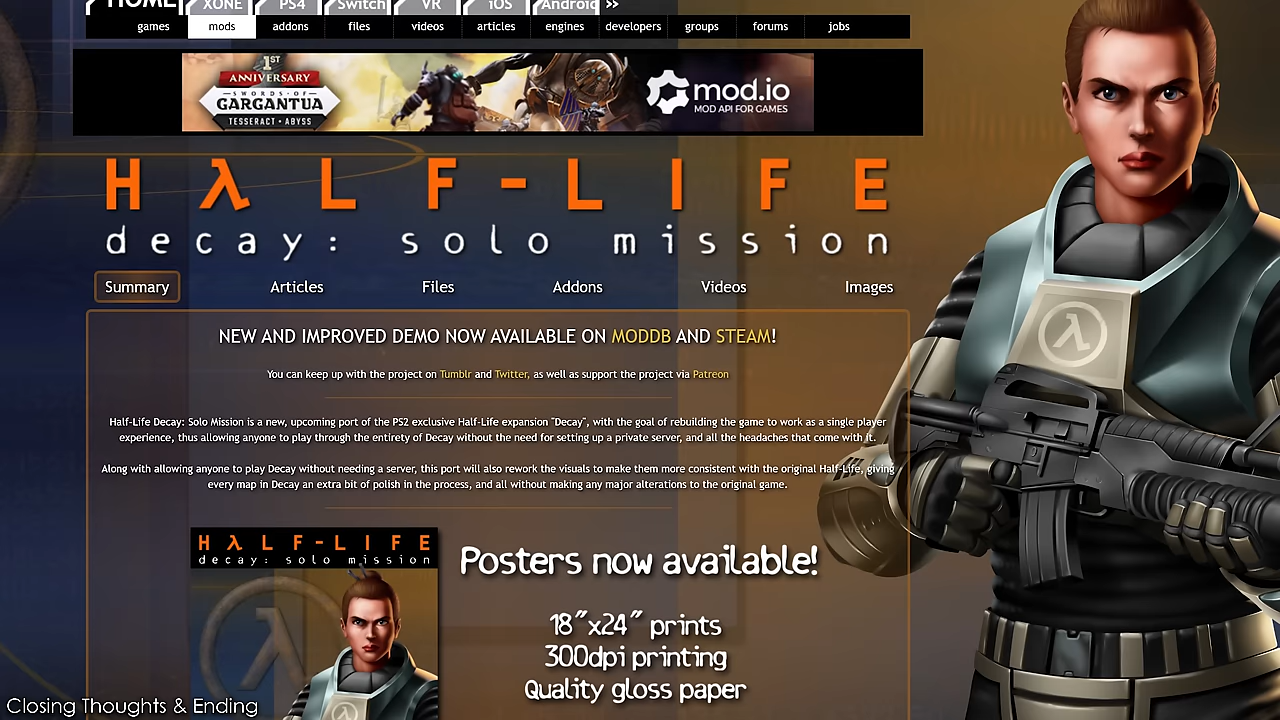 HOME XONE PS4 Switch VR iOS Android »
games mods addons files videos articles engines developers groups forums jobs
1ST
ANNIVERSARY
SWORDS OF
GARGANTUA
TESSERACT • ABYSS
mod.io
MOD API FOR GAMES
HλLF-LIFE
decay: solo mission
Summary Articles Files Addons Videos Images
NEW AND IMPROVED DEMO NOW AVAILABLE ON MODDB AND STEAM!
You can keep up with the project on Tumblr and Twitter, as well as support the project via Patreon
Half-Life Decay: Solo Mission is a new, upcoming port of the PS2 exclusive Half-Life expansion "Decay", with the goal of rebuilding the game to work as a single player
experience, thus allowing anyone to play through the entirety of Decay without the need for setting up a private server, and all the headaches that come with it.
Along with allowing anyone to play Decay without needing a server, this port will also rework the visuals to make them more consistent with the original Half-Life, giving
every map in Decay an extra bit of polish in the process, and all without making any major alterations to the original game.
HλLF-LIFE
decay: solo mission
Posters now available!
18"x24" prints
300dpi printing
Quality gloss paper
Closing Thoughts & Ending